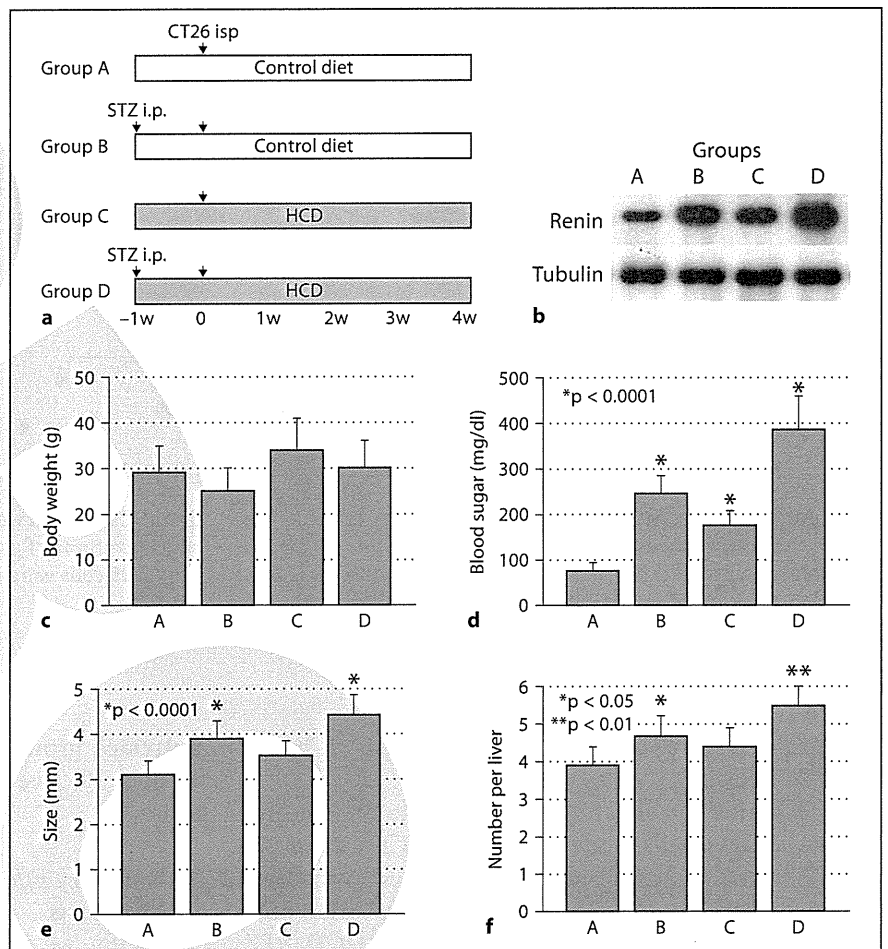 CT26 isp
Group A Control diet
STZ i.p.
Group B Control diet
Group C HCD
STZ i.p.
Group D HCD
a −1w 0 1w 2w 3w 4w
Groups
A B C D
Renin
Tubulin
b
Body weight (g)
50
40
30
20
10
0
c A B C D
Blood sugar (mg/dl)
*p < 0.0001
500
400
300
200
100
0
* * *
d A B C D
Size (mm)
*p < 0.0001
5
4
3
2
1
0
* *
e A B C D
Number per liver
*p < 0.05
**p < 0.01
6
5
4
3
2
1
0
* **
f A B C D